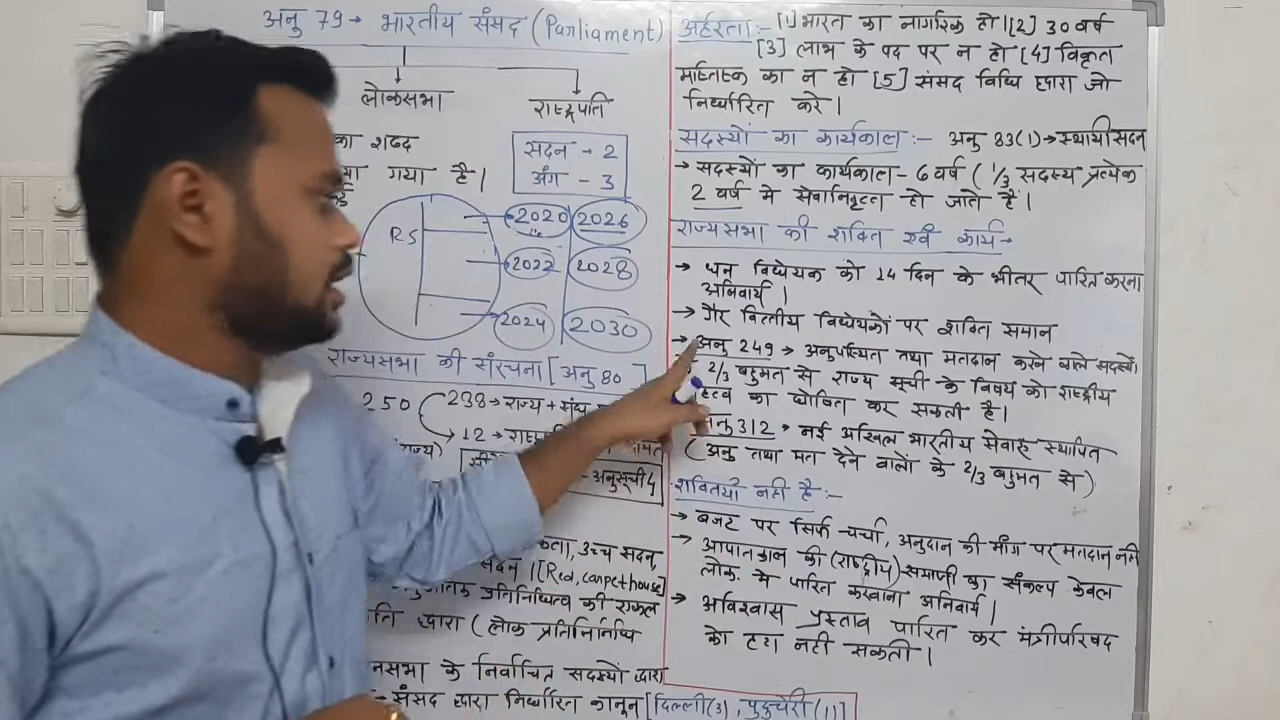 अनु 79→ भारतीय संसद (Parliament)
लोकसभा
राष्ट्रपति
का शब्द
गया है।
सदन - 2
अंग - 3
RS
2020 2026
2022 2028
2024 2030
राज्यसभा की संरचना [अनु 80]
250
238→ राज्य + संघ
→ 12 →
- अनुसूची 4
उच्च सदन,
सदन। [Red, carpet house]
प्रतिनिधित्व की
द्वारा (लोक
के निर्वाचित सदस्यों द्वारा
→ संसद द्वारा निर्धारित कानून [दिल्ली(3), पुदुचेरी(1)]
अर्हरता :- [1] भारत का नागरिक हो। [2] 30 वर्ष
[3] लाभ के पद पर न हो [4] विकृत
का न हो [5] संसद विधि द्वारा जो
निर्धारित करे।
सदस्यों का कार्यकाल :- अनु 83(1)→ स्थायी सदन
→ सदस्यों का कार्यकाल - 6 वर्ष ( 1/3 सदस्य प्रत्येक
2 वर्ष मे सेवानिवृत्त हो जाते हैं
राज्यसभा की शक्ति एवं कार्य→
→ धन विधेयक को 14 दिन के भीतर पारित करना
अनिवार्य।
→ गैर वित्तीय विधेयकों पर शक्ति समान
→ अनु 249 → अनुपस्थित तथा मतदान करने वाले सदस्यों
2/3 बहुमत से राज्य सूची के विषय को राष्ट्रीय
का घोषित कर सकती है।
312 → नई अखिल भारतीय सेवाएं स्थापित
(अनु तथा मत देने वालों के 2/3 बहुमत से)
शक्तियाँ नहीं है :-
→ बजट पर सिर्फ चर्चा, अनुदान की माँग पर मतदान नहीं
→ आपातकाल की (राष्ट्रीय) समाप्ति का संकल्प केवल
लोक. मे पारित करवाना अनिवार्य।
→ अविश्वास प्रस्ताव पारित कर मंत्रीपरिषद
को हटा नहीं सकती।